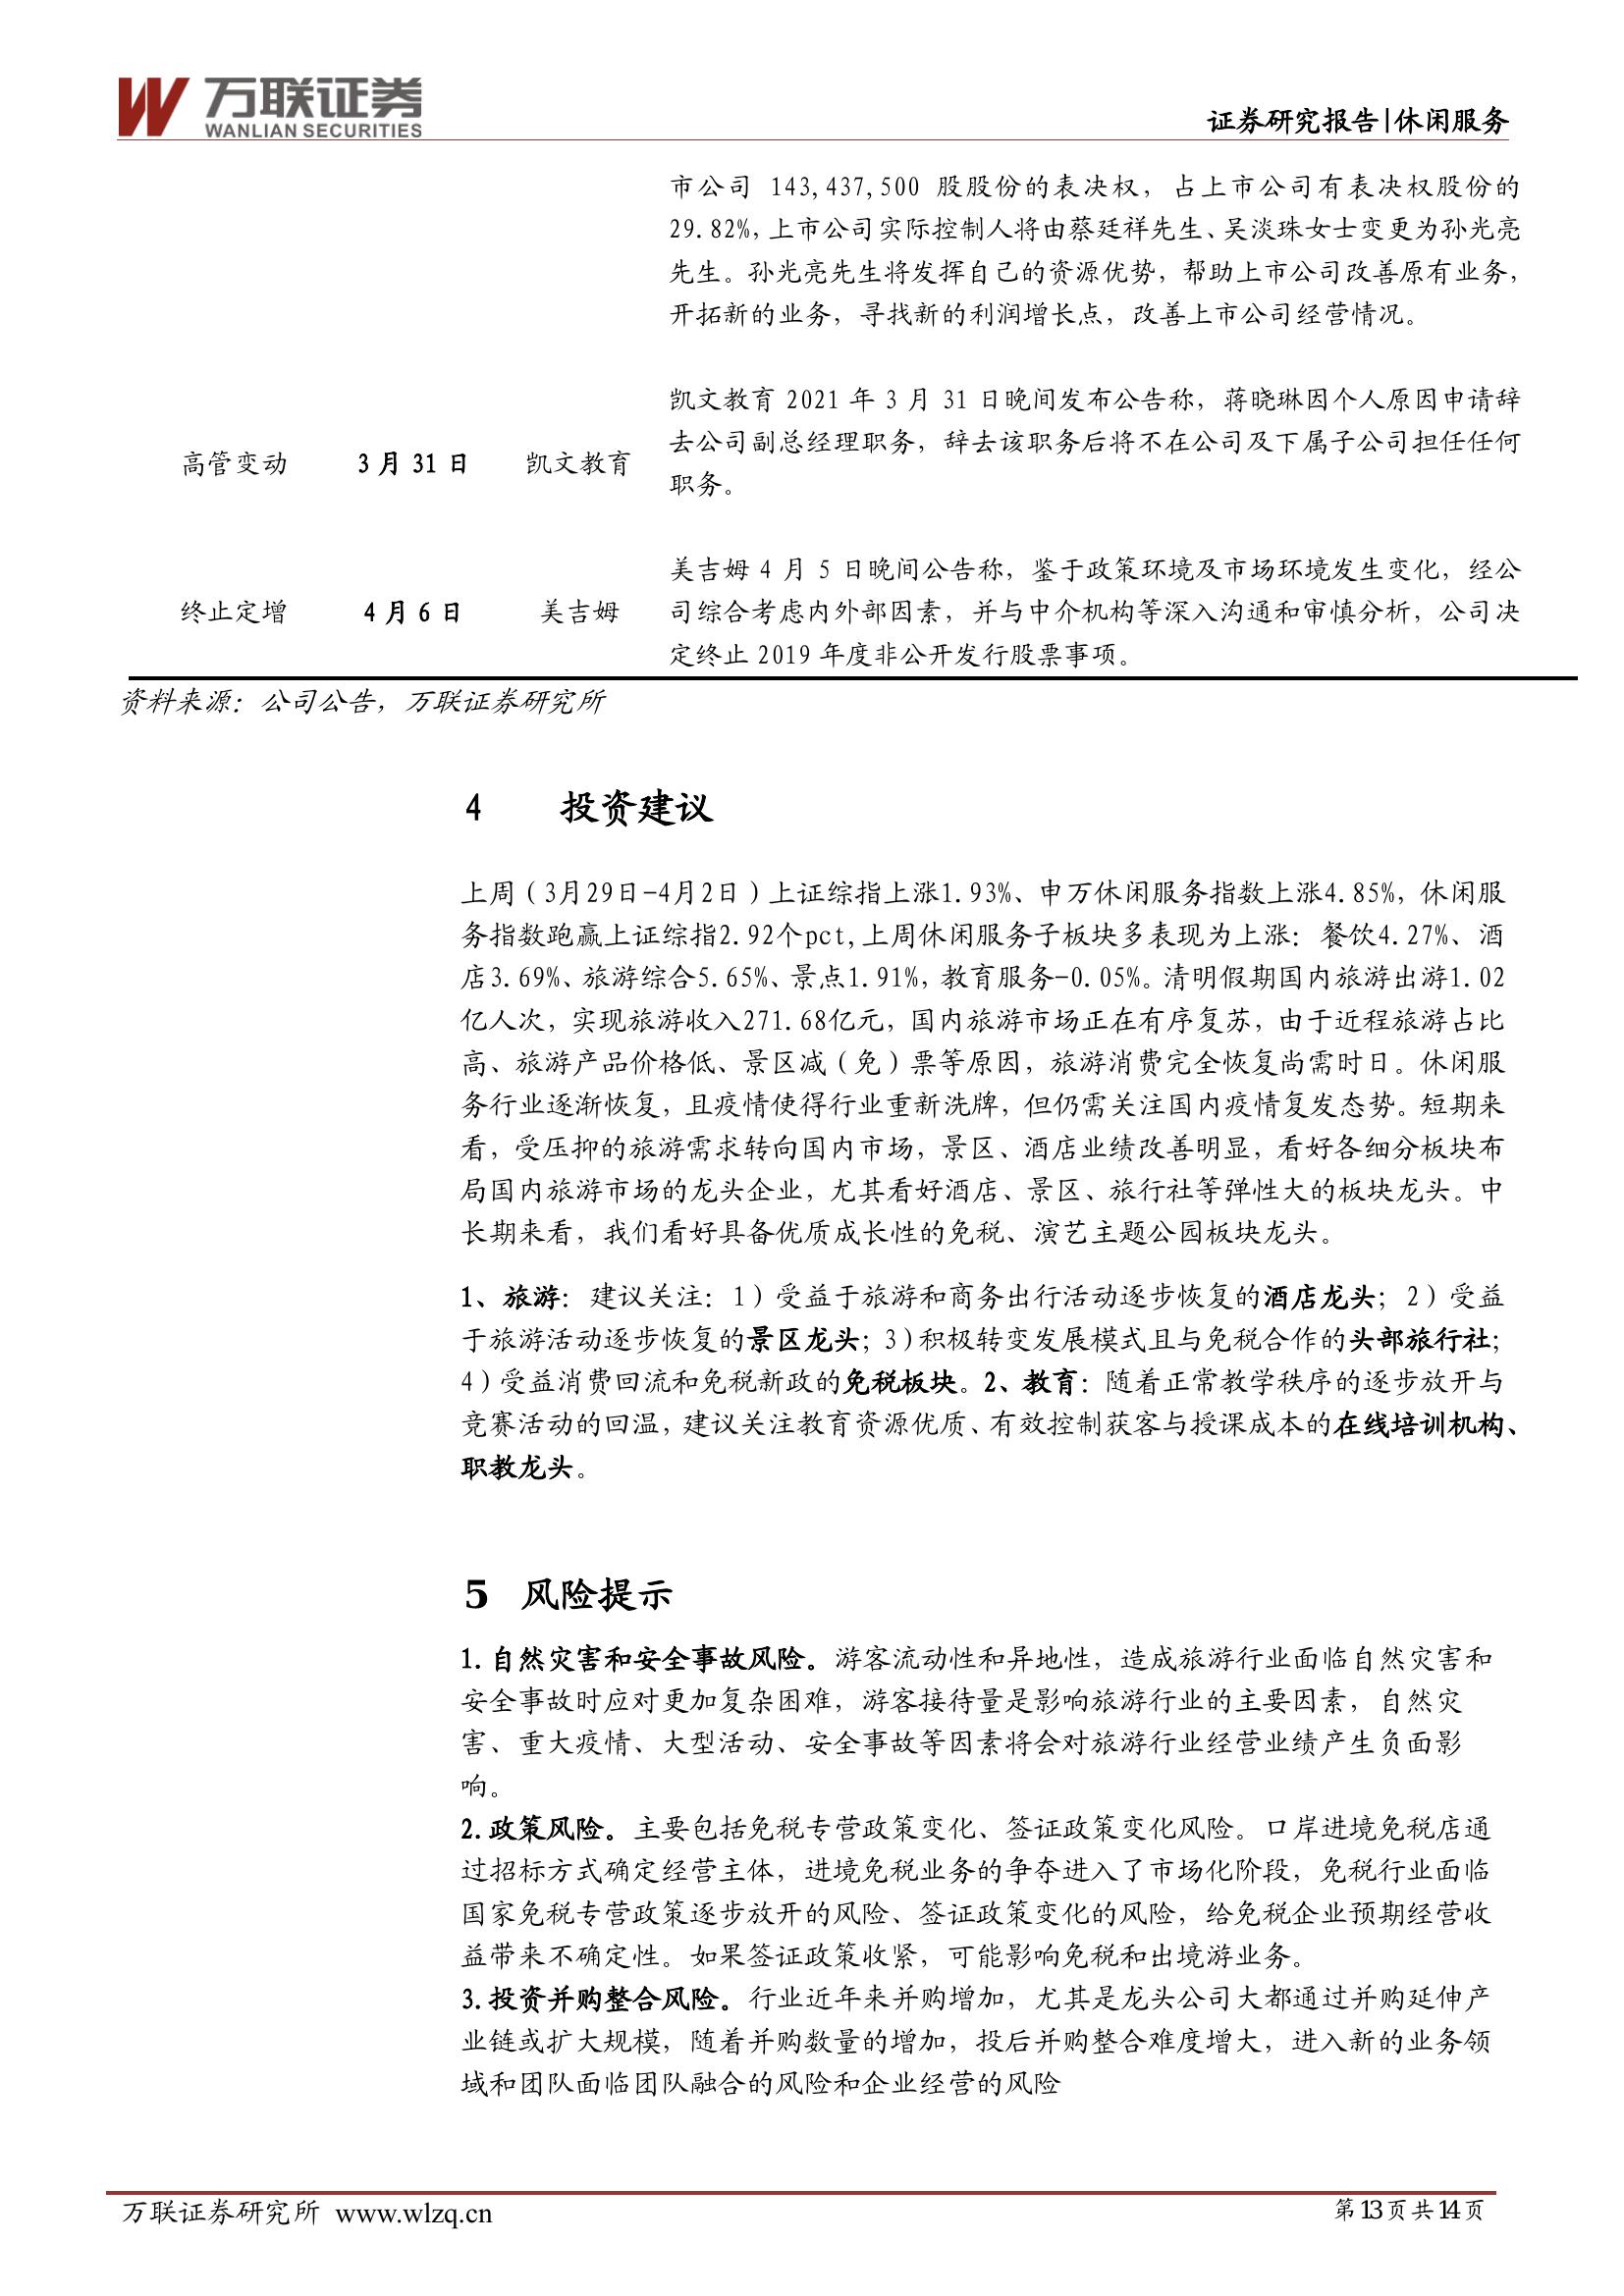 万联证券
WANLIAN SECURITIES
证券研究报告|休闲服务
市公司 143,437,500 股股份的表决权，占上市公司有表决权股份的
29.82%，上市公司实际控制人将由蔡廷祥先生、吴淡珠女士变更为孙光亮
先生。孙光亮先生将发挥自己的资源优势，帮助上市公司改善原有业务，
开拓新的业务，寻找新的利润增长点，改善上市公司经营情况。
高管变动 3 月 31 日 凯文教育
凯文教育 2021 年 3 月 31 日晚间发布公告称，蒋晓琳因个人原因申请辞
去公司副总经理职务，辞去该职务后将不在公司及下属子公司担任任何
职务。
终止定增 4 月 6 日 美吉姆
美吉姆 4 月 5 日晚间公告称，鉴于政策环境及市场环境发生变化，经公
司综合考虑内外部因素，并与中介机构等深入沟通和审慎分析，公司决
定终止 2019 年度非公开发行股票事项。
资料来源：公司公告，万联证券研究所
4 投资建议
上周（3月29日-4月2日）上证综指上涨1.93%、申万休闲服务指数上涨4.85%，休闲服
务指数跑赢上证综指2.92个pct,上周休闲服务子板块多表现为上涨：餐饮4.27%、酒
店3.69%、旅游综合5.65%、景点1.91%，教育服务-0.05%。清明假期国内旅游出游1.02
亿人次，实现旅游收入271.68亿元，国内旅游市场正在有序复苏，由于近程旅游占比
高、旅游产品价格低、景区减（免）票等原因，旅游消费完全恢复尚需时日。休闲服
务行业逐渐恢复，且疫情使得行业重新洗牌，但仍需关注国内疫情复发态势。短期来
看，受压抑的旅游需求转向国内市场，景区、酒店业绩改善明显，看好各细分板块布
局国内旅游市场的龙头企业，尤其看好酒店、景区、旅行社等弹性大的板块龙头。中
长期来看，我们看好具备优质成长性的免税、演艺主题公园板块龙头。
1、旅游：建议关注：1）受益于旅游和商务出行活动逐步恢复的酒店龙头；2）受益
于旅游活动逐步恢复的景区龙头；3）积极转变发展模式且与免税合作的头部旅行社；
4）受益消费回流和免税新政的免税板块。2、教育：随着正常教学秩序的逐步放开与
竞赛活动的回温，建议关注教育资源优质、有效控制获客与授课成本的在线培训机构、
职教龙头。
5 风险提示
1.自然灾害和安全事故风险。游客流动性和异地性，造成旅游行业面临自然灾害和
安全事故时应对更加复杂困难，游客接待量是影响旅游行业的主要因素，自然灾
害、重大疫情、大型活动、安全事故等因素将会对旅游行业经营业绩产生负面影
响。
2.政策风险。主要包括免税专营政策变化、签证政策变化风险。口岸进境免税店通
过招标方式确定经营主体，进境免税业务的争夺进入了市场化阶段，免税行业面临
国家免税专营政策逐步放开的风险、签证政策变化的风险，给免税企业预期经营收
益带来不确定性。如果签证政策收紧，可能影响免税和出境游业务。
3.投资并购整合风险。行业近年来并购增加，尤其是龙头公司大都通过并购延伸产
业链或扩大规模，随着并购数量的增加，投后并购整合难度增大，进入新的业务领
域和团队面临团队融合的风险和企业经营的风险
万联证券研究所 www.wlzq.cn
第13页共14页